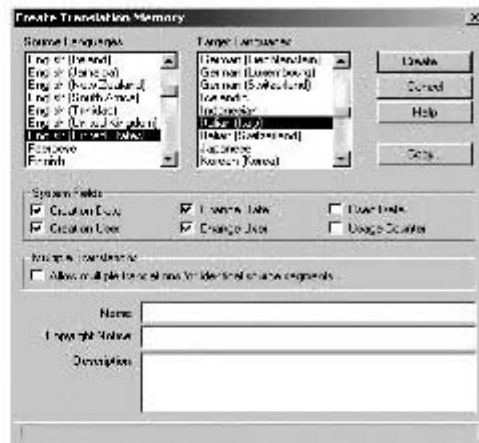 Create Translation Memory
Source Languages
Target Languages
English (Ireland)
English (Jamaica)
English (New Zealand)
English (South Africa)
English (Trinidad)
English (United Kingdom)
English (United States)
Faeroese
Finnish
German (Liechtenstein)
German (Luxembourg)
German (Switzerland)
Icelandic
Indonesian
Italian (Italy)
Italian (Switzerland)
Japanese
Korean (Korea)
Create
Cancel
Help
Copy...
System Fields
Creation Date
Change Date
Used Date
Creation User
Change User
Usage Counter
Multiple Translations
Allow multiple translations for identical source segments
Name
Copyright Notice
Description